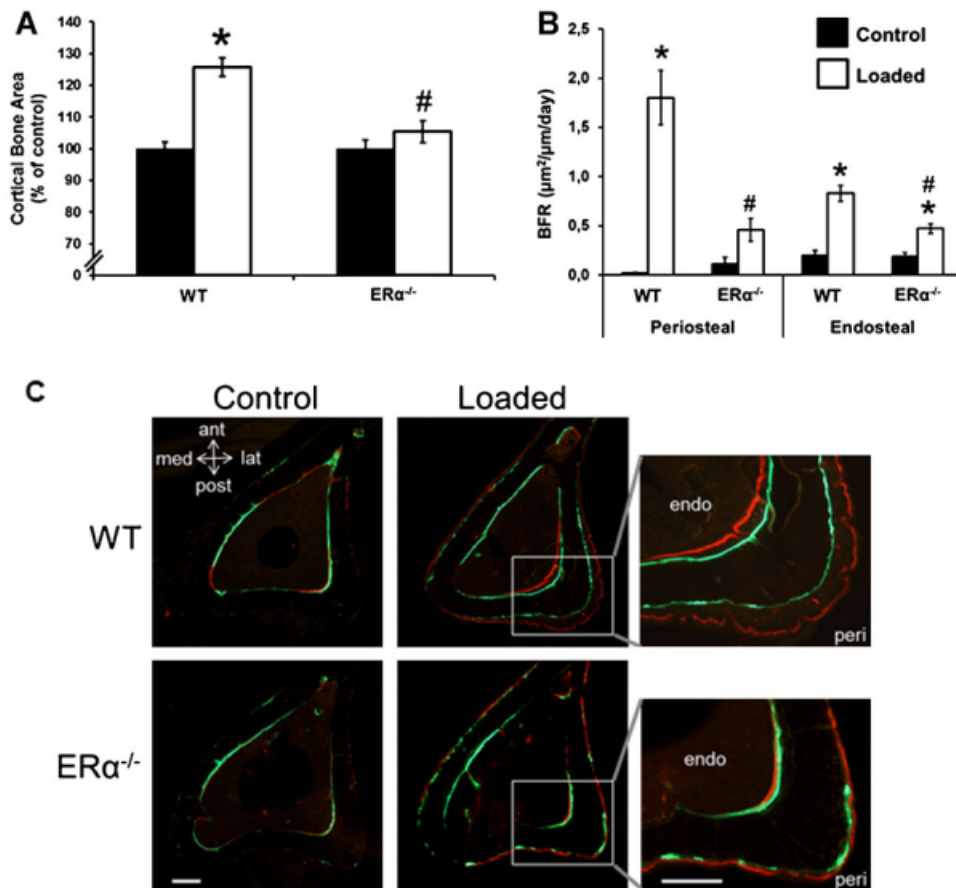 A
Cortical Bone Area
(% of control)
140
130
120
110
100
90
80
70
0
*
#
WT
ERα-/-
B
BFR (μm²/μm/day)
2,5
2,0
1,5
1,0
0,5
0,0
Control
Loaded
*
#
*
#
*
WT
ERα-/-
WT
ERα-/-
Periosteal
Endosteal
C
Control
Loaded
ant
med
lat
post
WT
endo
peri
ERα-/-
endo
peri